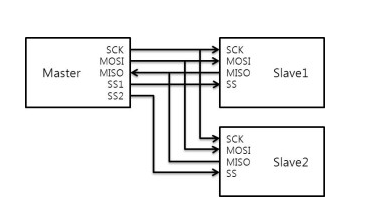 Master
SCK
MOSI
MISO
SS1
SS2
SCK
MOSI
MISO
SS
Slave1
SCK
MOSI
MISO
SS
Slave2